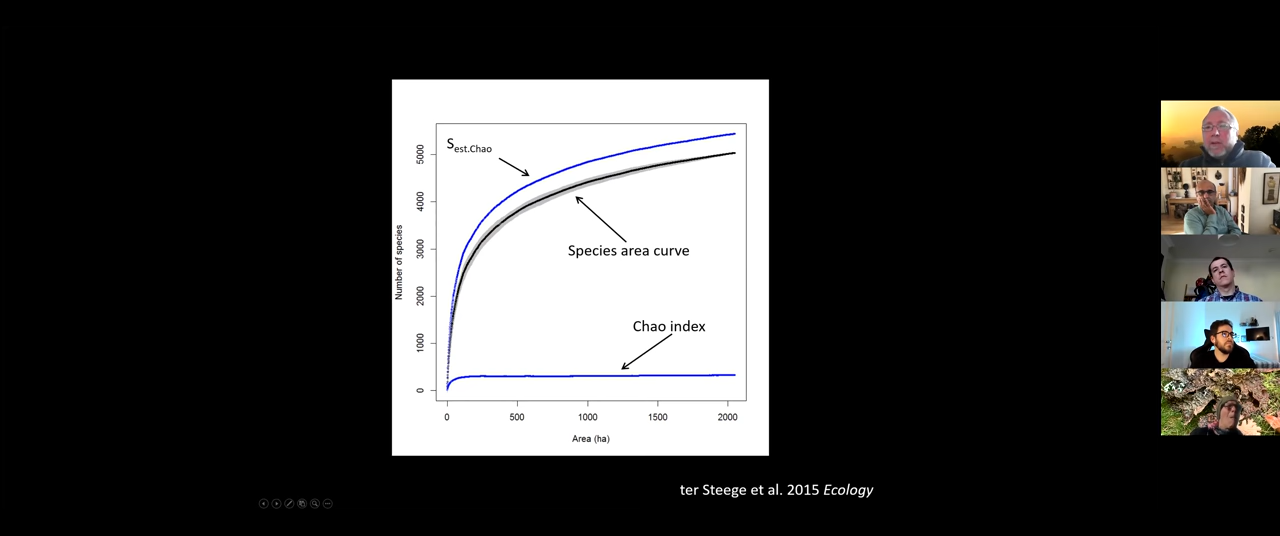 S est.Chao
Species area curve
Chao index
Number of species
5000
4000
3000
2000
1000
0
0 500 1000 1500 2000
Area (ha)
ter Steege et al. 2015 Ecology